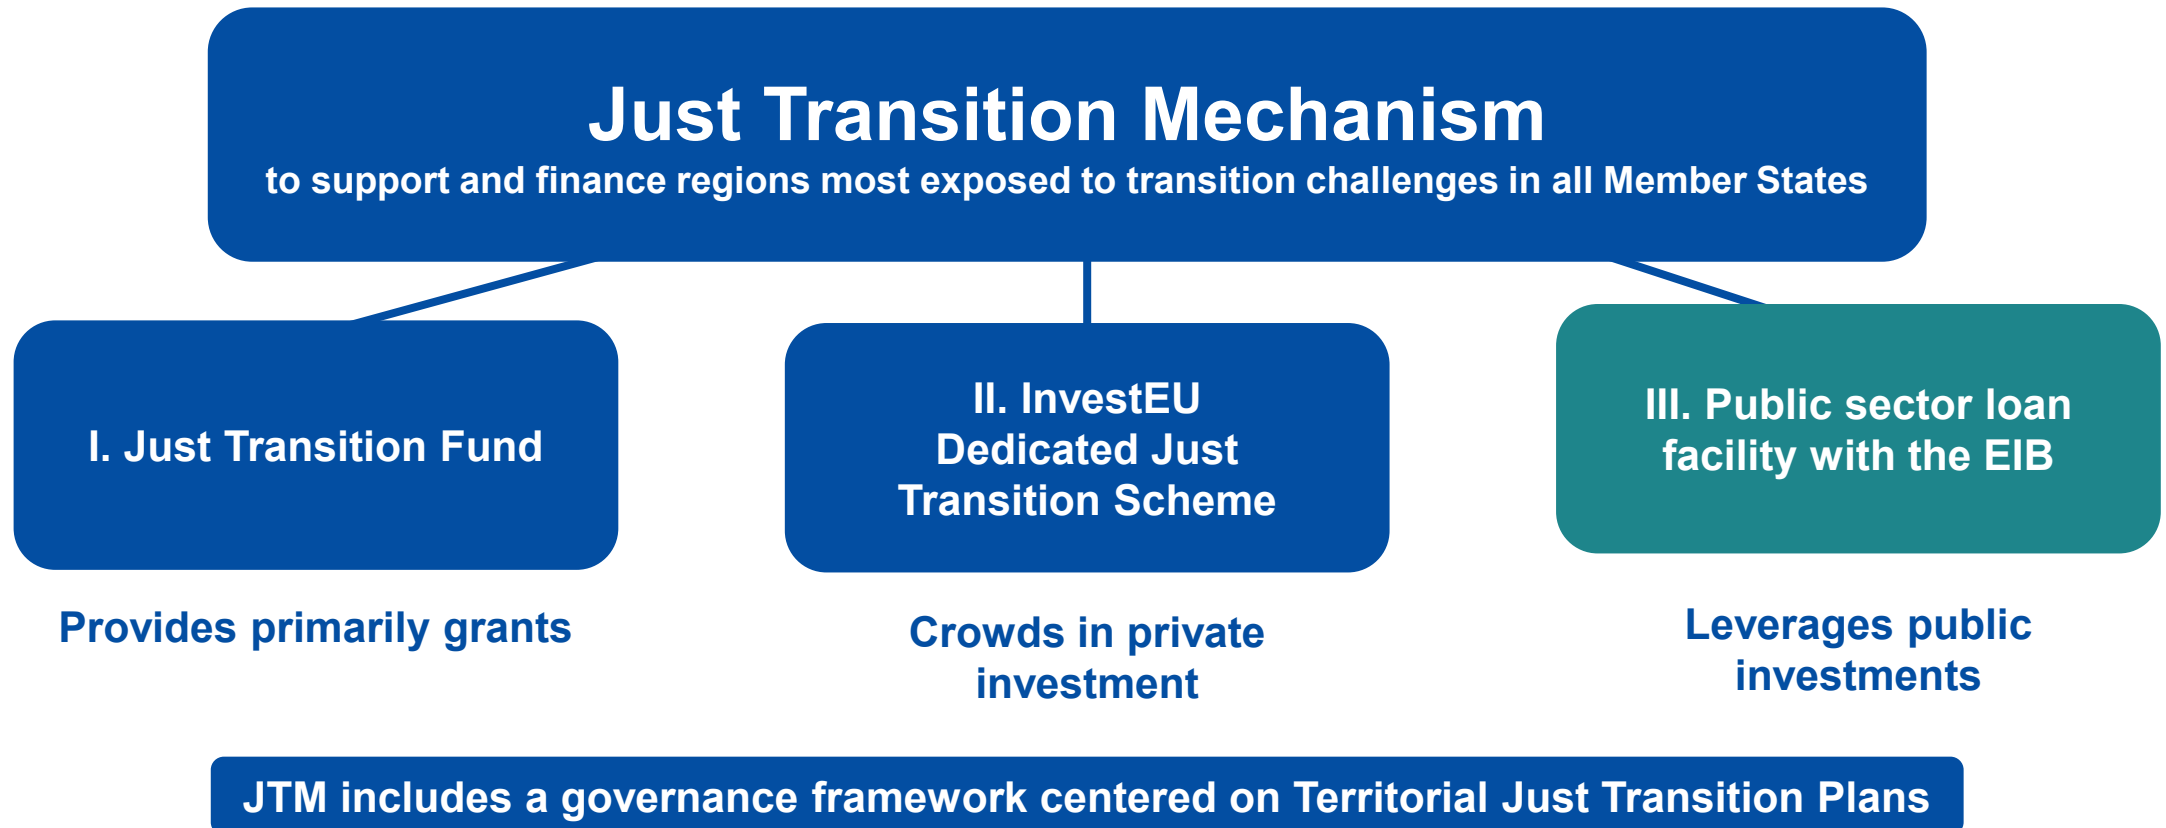 Just Transition Mechanism
to support and finance regions most exposed to transition challenges in all Member States
I. Just Transition Fund
Provides primarily grants
II. InvestEU
Dedicated Just
Transition Scheme
Crowds in private
investment
III. Public sector loan
facility with the EIB
Leverages public
investments
JTM includes a governance framework centered on Territorial Just Transition Plans